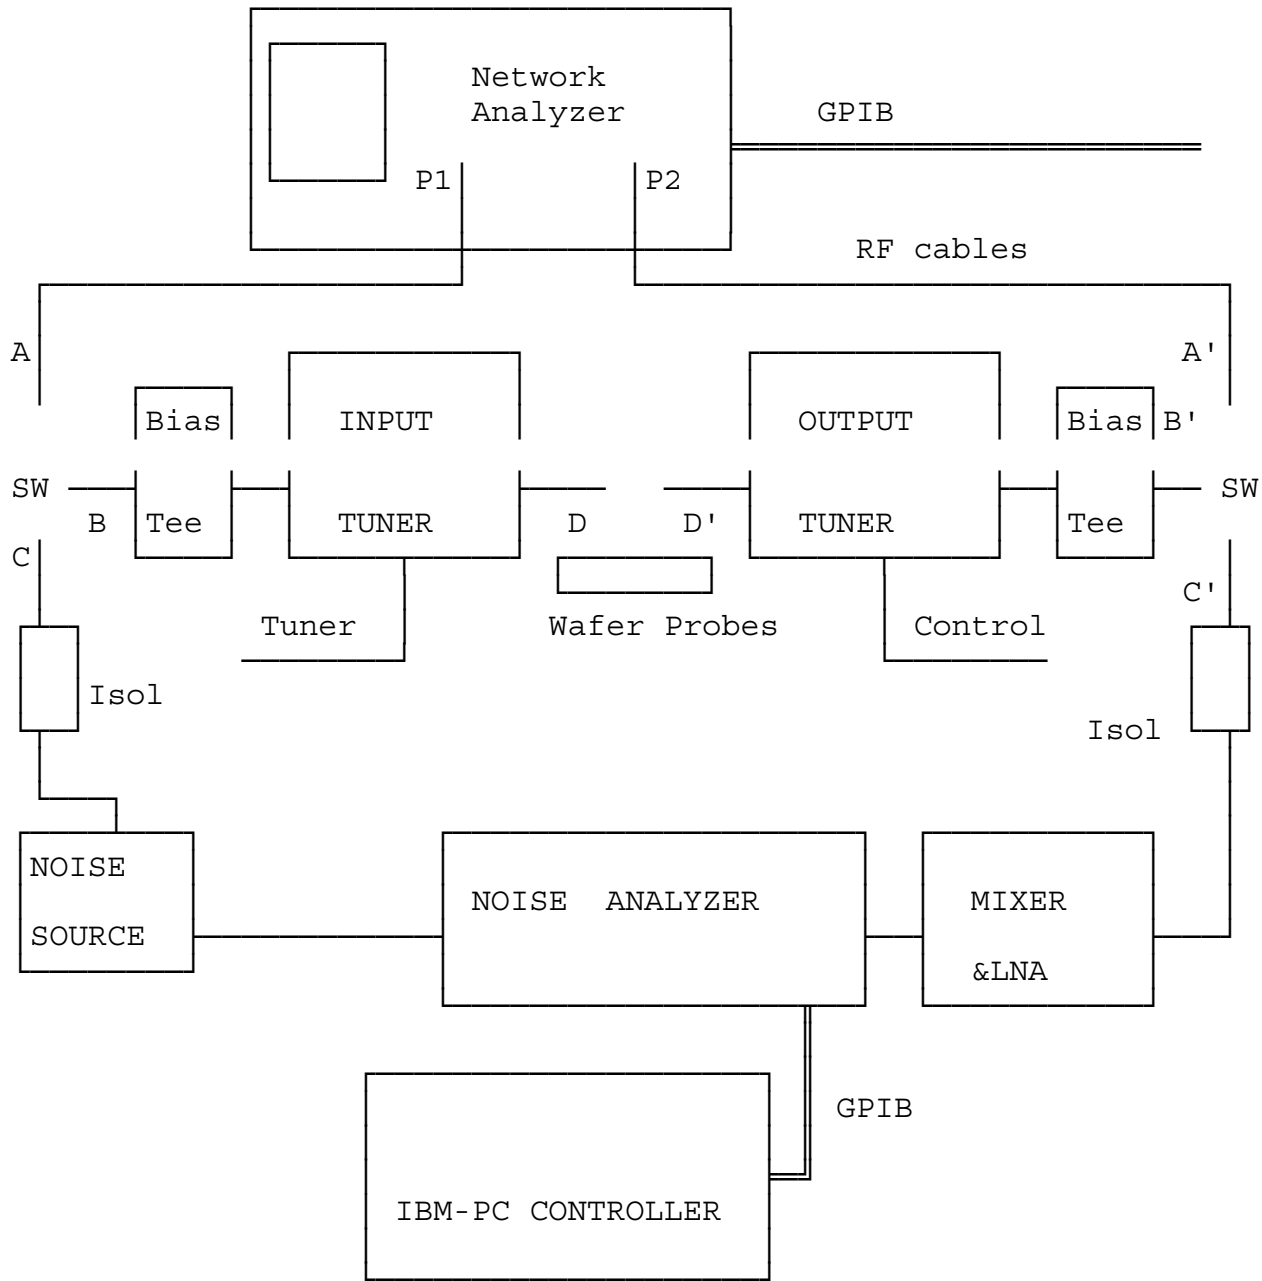 Network
Analyzer
GPIB
P1
P2
RF cables
A
A'
Bias
INPUT
OUTPUT
Bias
B'
SW
SW
B
Tee
TUNER
D
D'
TUNER
Tee
C
C'
Tuner
Wafer Probes
Control
Isol
Isol
NOISE
SOURCE
NOISE ANALYZER
MIXER
&LNA
GPIB
IBM-PC CONTROLLER